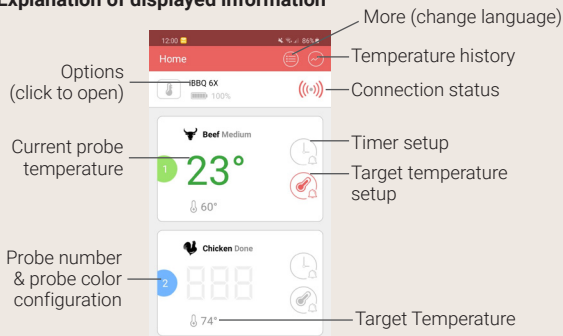 Explanation of displayed information
More (change language)
12:00 86%
Home
Temperature history
Options
(click to open)
iBBQ 6X
100%
Connection status
Beef Medium
Timer setup
Current probe
temperature
1
23°
Target temperature
setup
60°
Chicken Done
Probe number
& probe color
configuration
2
888
74°
Target Temperature